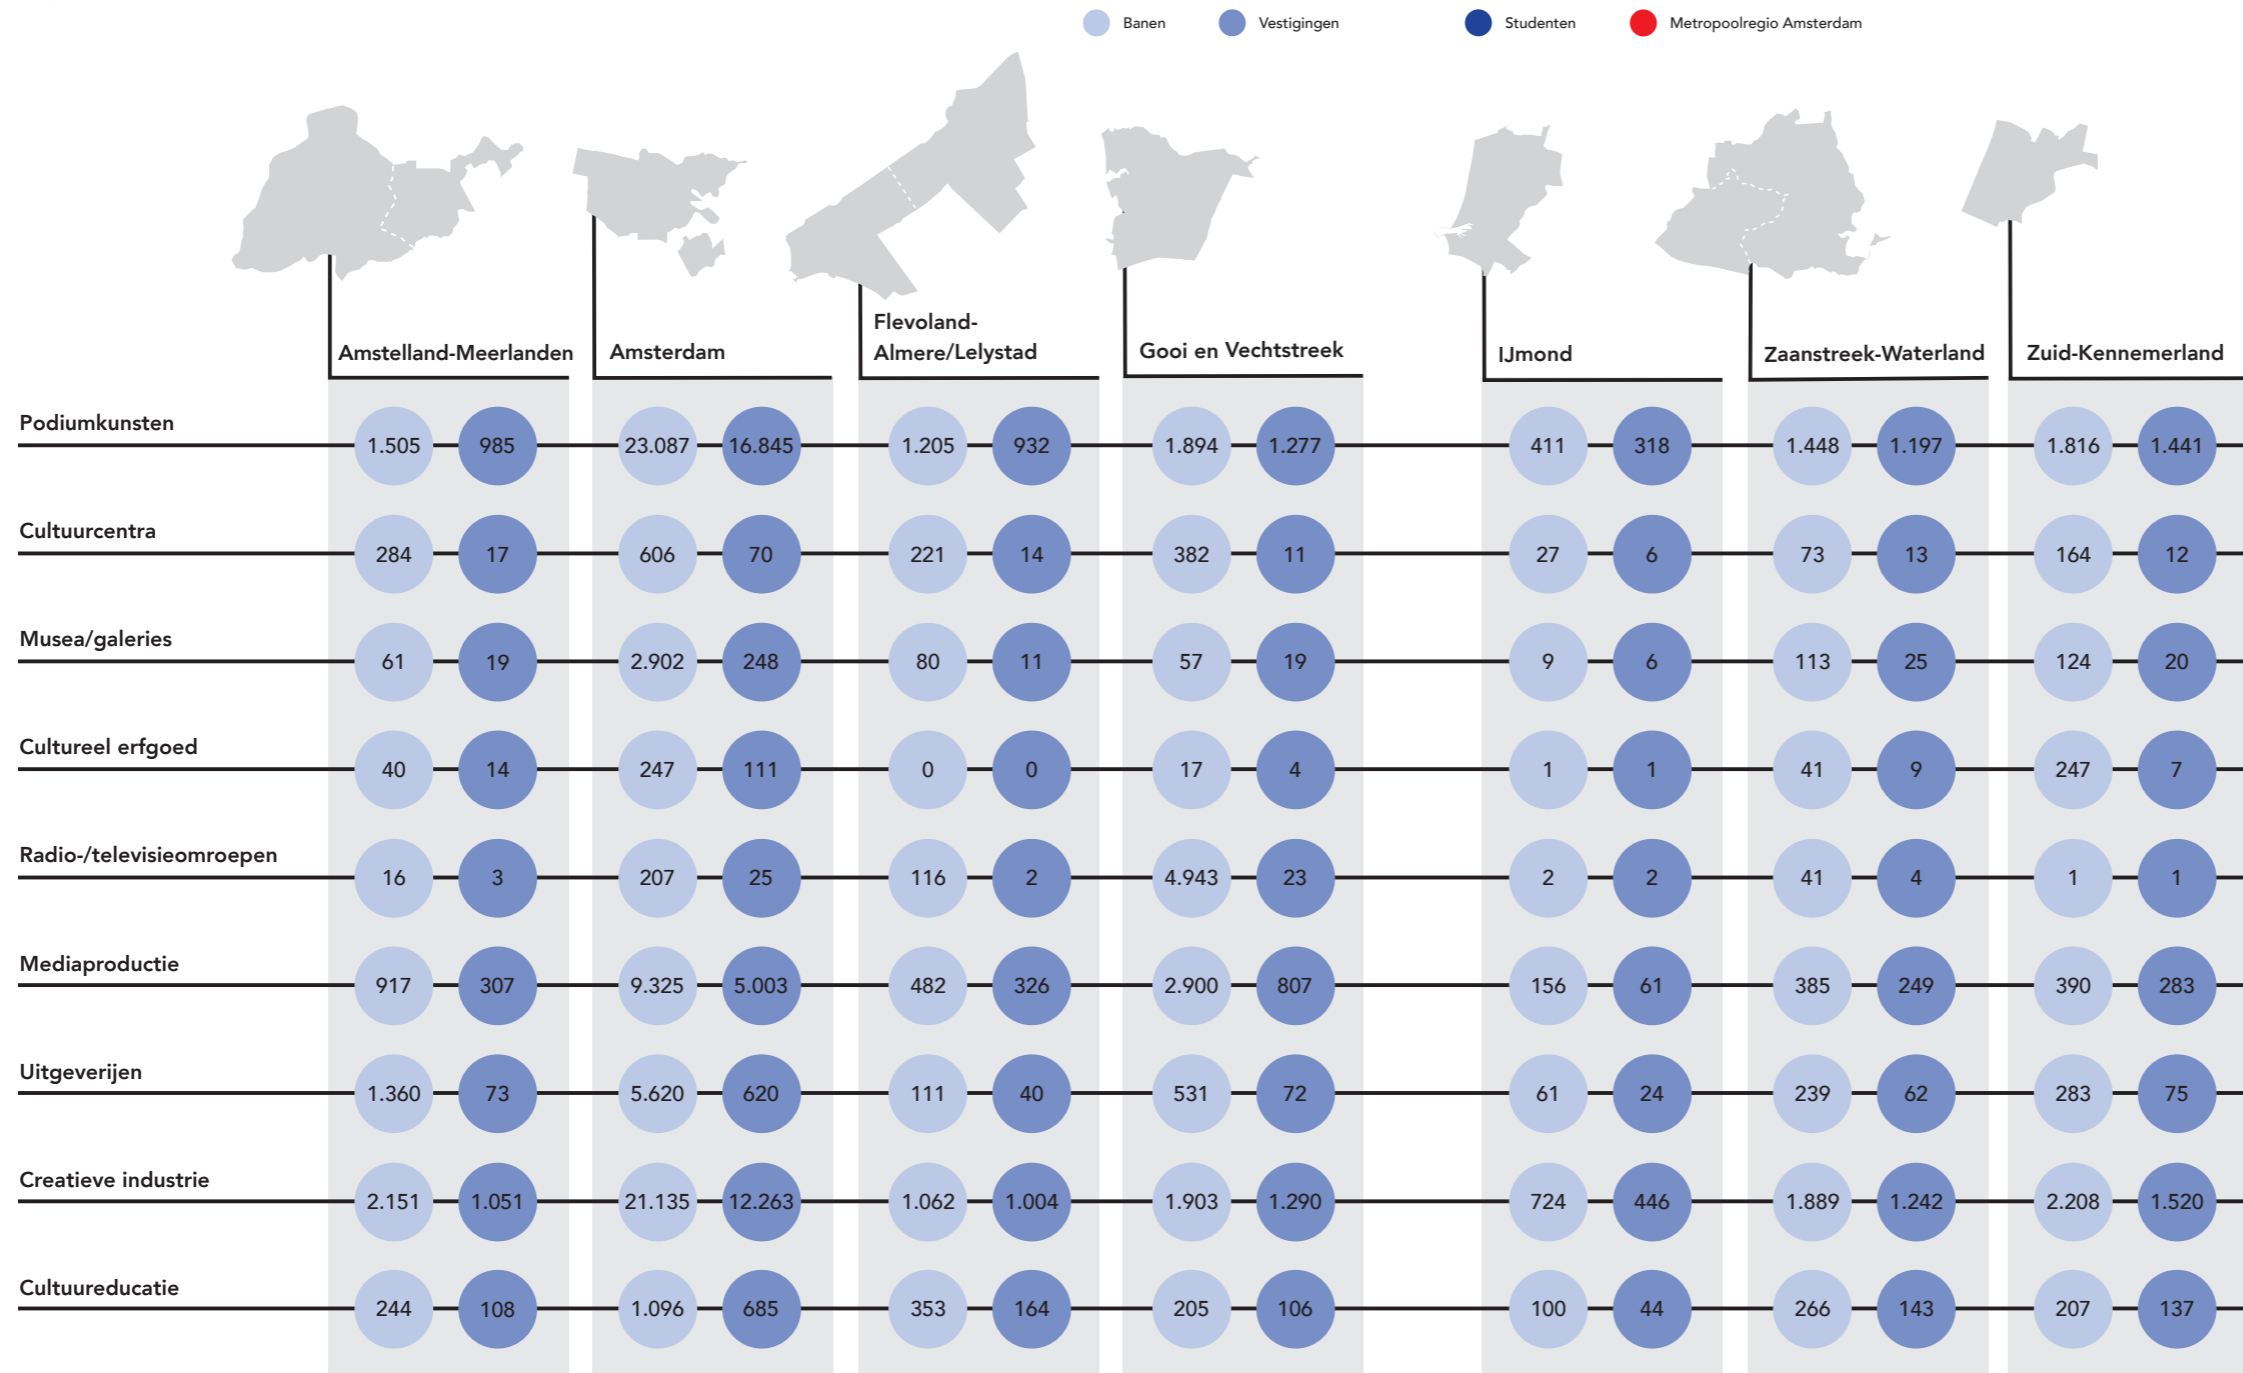 Banen Vestigingen Studenten Metropoolregio Amsterdam
Flevoland-
Amstelland-Meerlanden Amsterdam Almere/Lelystad Gooi en Vechtstreek IJmond Zaanstreek-Waterland Zuid-Kennemerland
Podiumkunsten
1.505 985 23.087 16.845 1.205 932 1.894 1.277 411 318 1.448 1.197 1.816 1.441
Cultuurcentra
284 17 606 70 221 14 382 11 27 6 73 13 164 12
Musea/galeries
61 19 2.902 248 80 11 57 19 9 6 113 25 124 20
Cultureel erfgoed
40 14 247 111 0 0 17 4 1 1 41 9 247 7
Radio-/televisieomroepen
16 3 207 25 116 2 4.943 23 2 2 41 4 1 1
Mediaproductie
917 307 9.325 5.003 482 326 2.900 807 156 61 385 249 390 283
Uitgeverijen
1.360 73 5.620 620 111 40 531 72 61 24 239 62 283 75
Creatieve industrie
2.151 1.051 21.135 12.263 1.062 1.004 1.903 1.290 724 446 1.889 1.242 2.208 1.520
Cultuureducatie
244 108 1.096 685 353 164 205 106 100 44 266 143 207 137